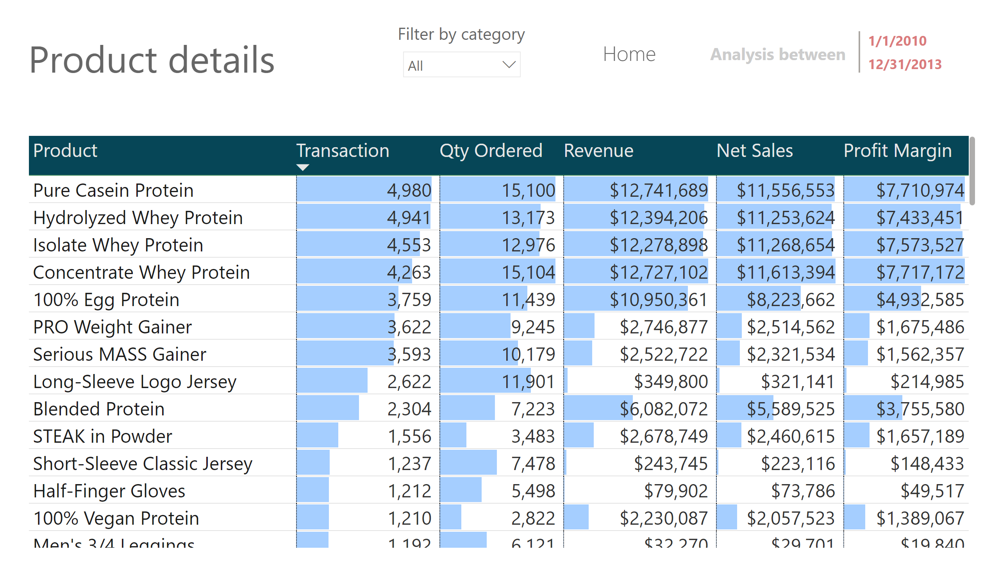 Product details
Filter by category
All
Home
Analysis between
1/1/2010
12/31/2013
Product Transaction Qty Ordered Revenue Net Sales Profit Margin
Pure Casein Protein 4,980 15,100 $12,741,689 $11,556,553 $7,710,974
Hydrolyzed Whey Protein 4,941 13,173 $12,394,206 $11,253,624 $7,433,451
Isolate Whey Protein 4,553 12,976 $12,278,898 $11,268,654 $7,573,527
Concentrate Whey Protein 4,263 15,104 $12,727,102 $11,613,394 $7,717,172
100% Egg Protein 3,759 11,439 $10,950,361 $8,223,662 $4,932,585
PRO Weight Gainer 3,622 9,245 $2,746,877 $2,514,562 $1,675,486
Serious MASS Gainer 3,593 10,179 $2,522,722 $2,321,534 $1,562,357
Long-Sleeve Logo Jersey 2,622 11,901 $349,800 $321,141 $214,985
Blended Protein 2,304 7,223 $6,082,072 $5,589,525 $3,755,580
STEAK in Powder 1,556 3,483 $2,678,749 $2,460,615 $1,657,189
Short-Sleeve Classic Jersey 1,237 7,478 $243,745 $223,116 $148,433
Half-Finger Gloves 1,212 5,498 $79,902 $73,786 $49,517
100% Vegan Protein 1,210 2,822 $2,230,087 $2,057,523 $1,389,067
Men's 3/4 Leggings 1,192 6,121 $32,270 $29,701 $19,840